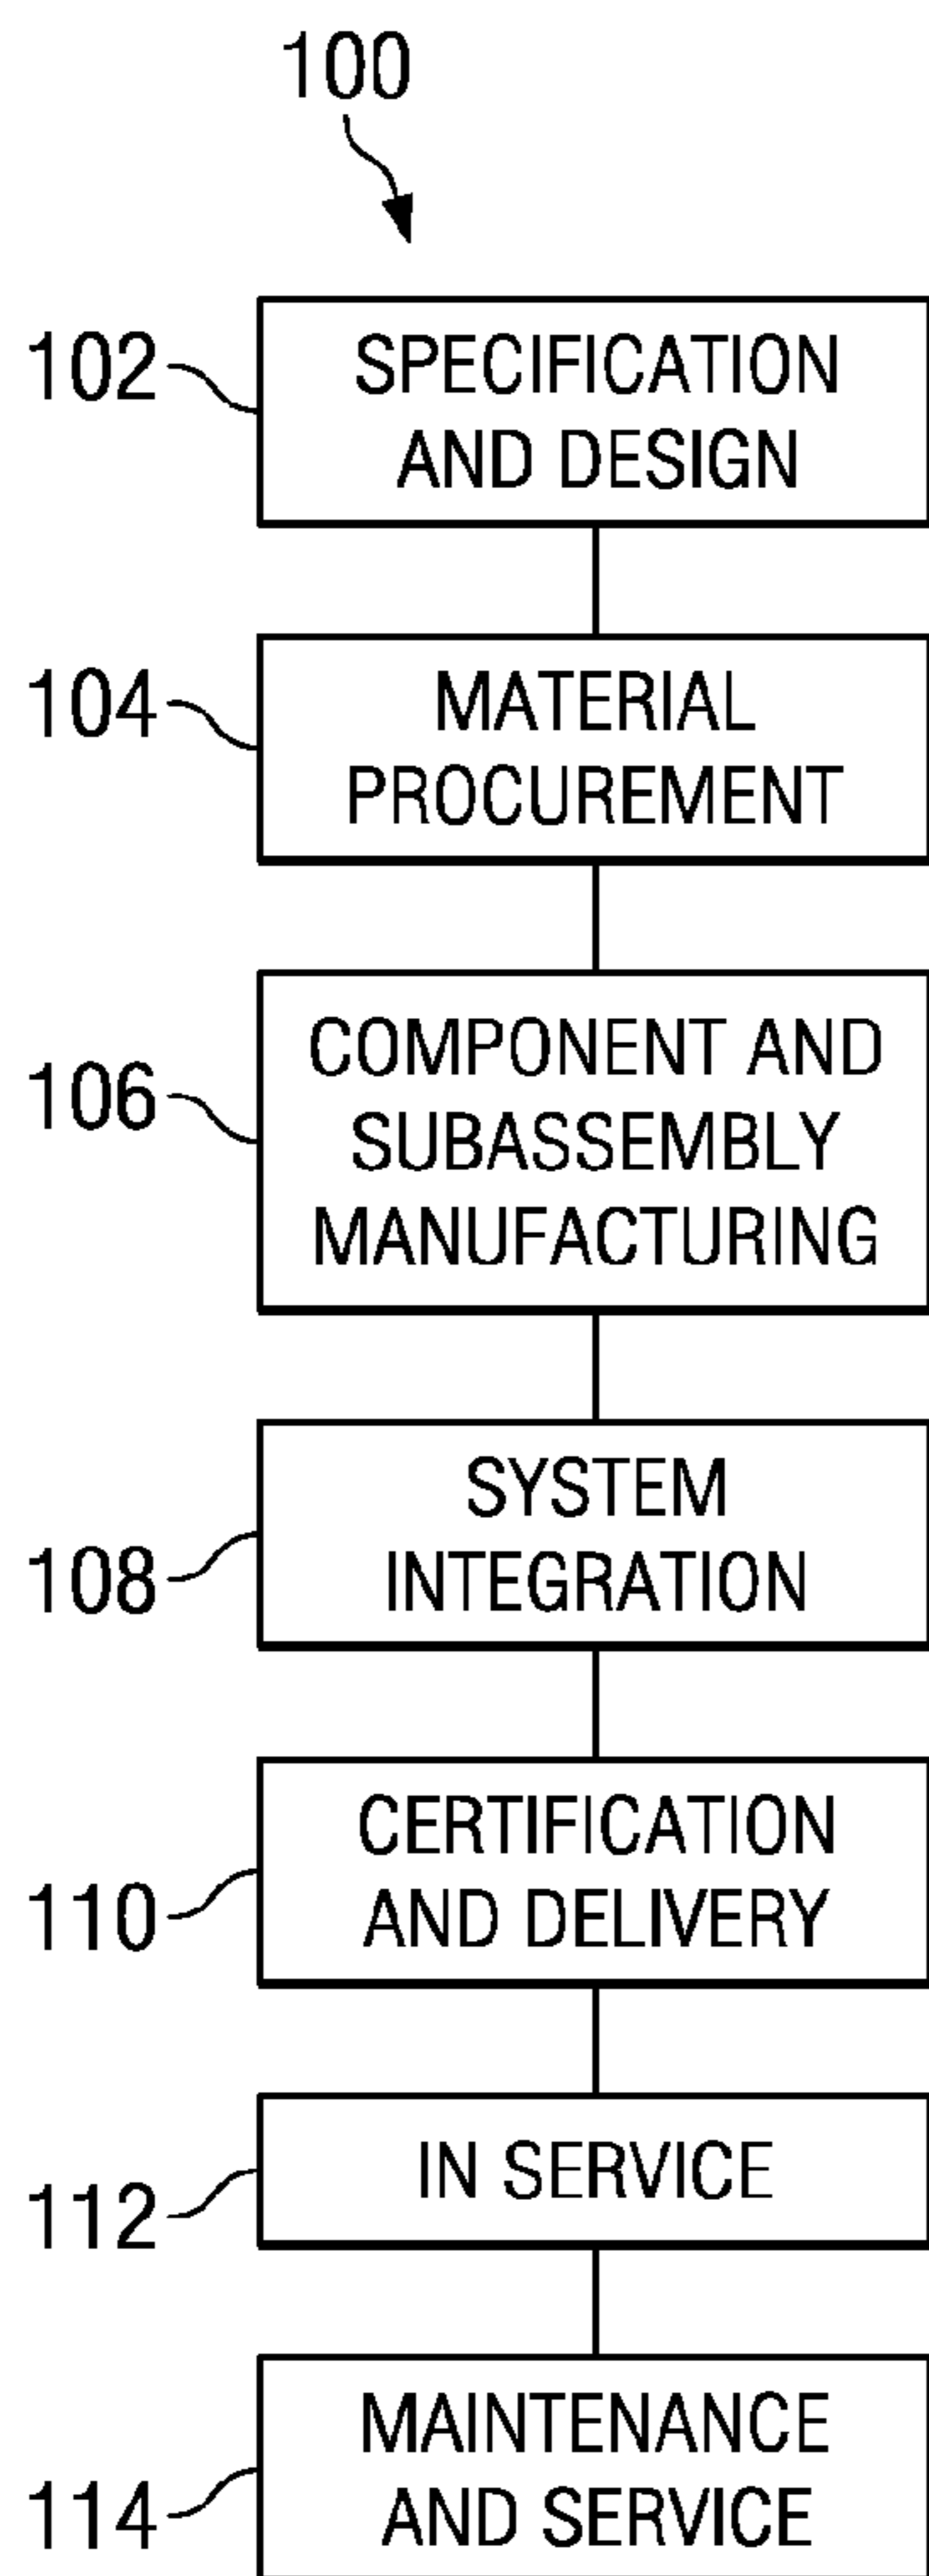 100
102
SPECIFICATION
AND DESIGN
104
MATERIAL
PROCUREMENT
106
COMPONENT AND
SUBASSEMBLY
MANUFACTURING
108
SYSTEM
INTEGRATION
110
CERTIFICATION
AND DELIVERY
112
IN SERVICE
114
MAINTENANCE
AND SERVICE